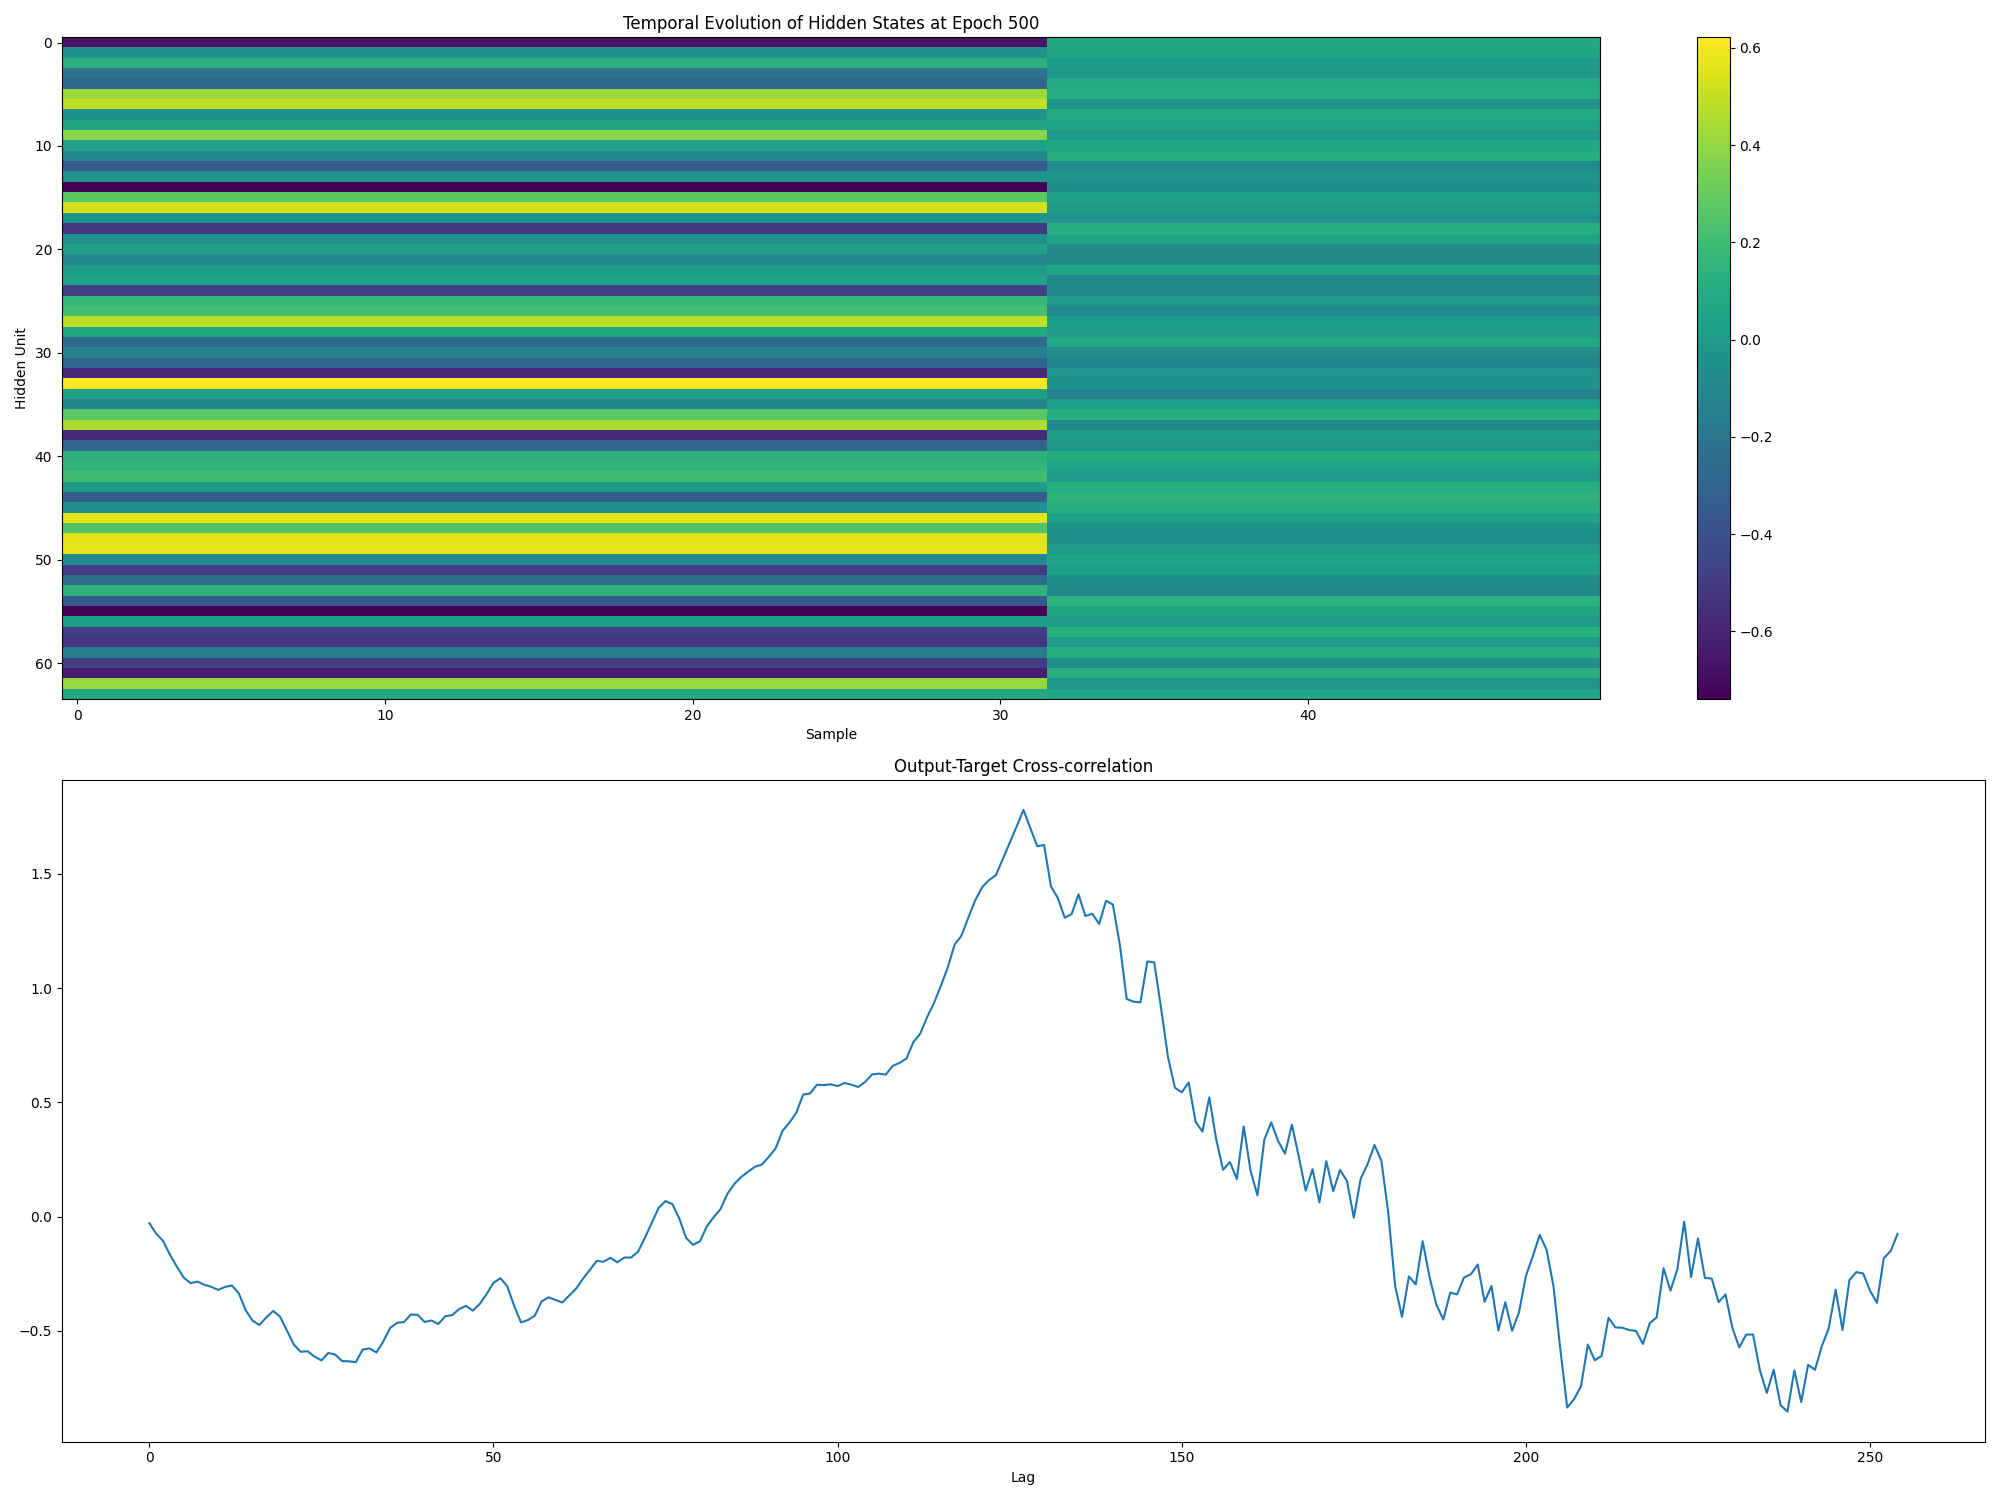 Temporal Evolution of Hidden States at Epoch 500
Hidden Unit
0
10
20
30
40
50
60
0 10 20 30 40
Sample
0.6
0.4
0.2
0.0
−0.2
−0.4
−0.6
Output-Target Cross-correlation
1.5
1.0
0.5
0.0
−0.5
0 50 100 150 200 250
Lag